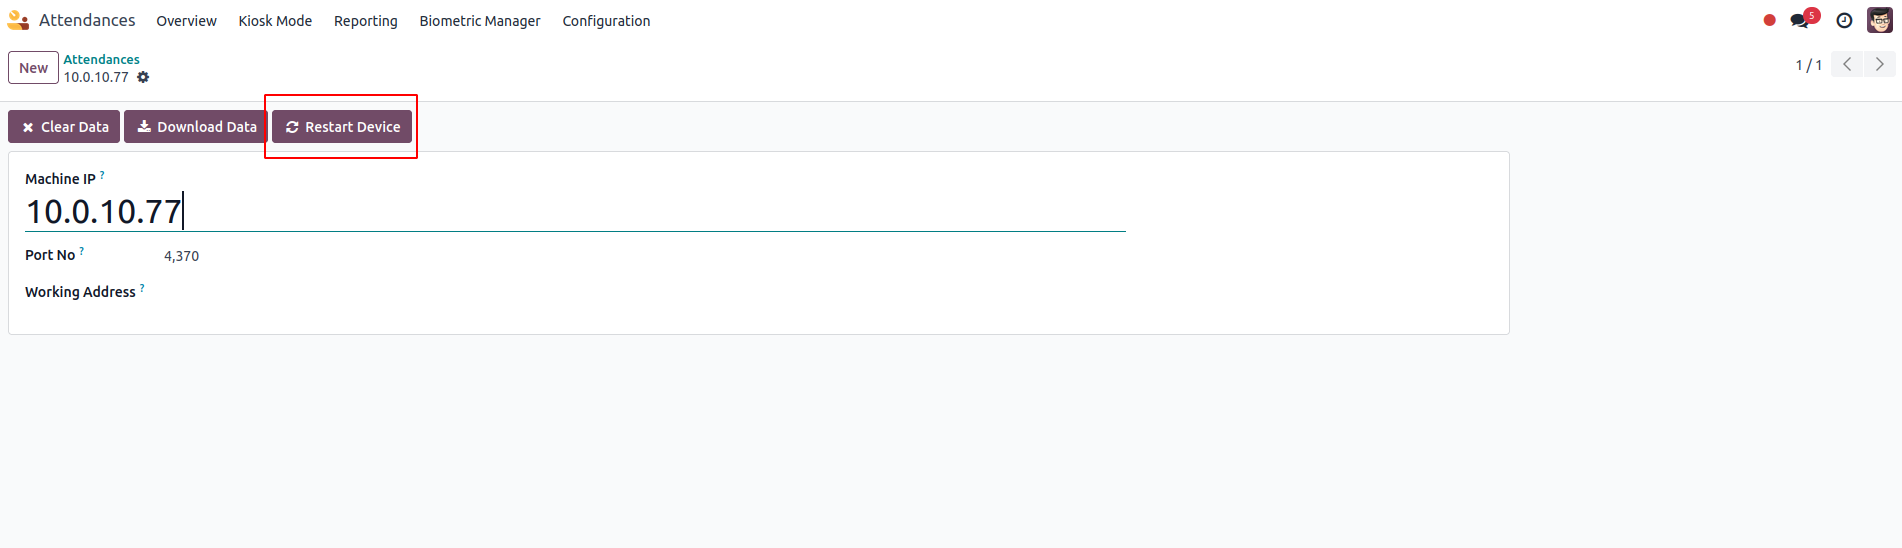 Attendances Overview Kiosk Mode Reporting Biometric Manager Configuration 5
New Attendances
10.0.10.77 1 / 1
Clear Data Download Data Restart Device
Machine IP ?
10.0.10.77
Port No ? 4,370
Working Address ?